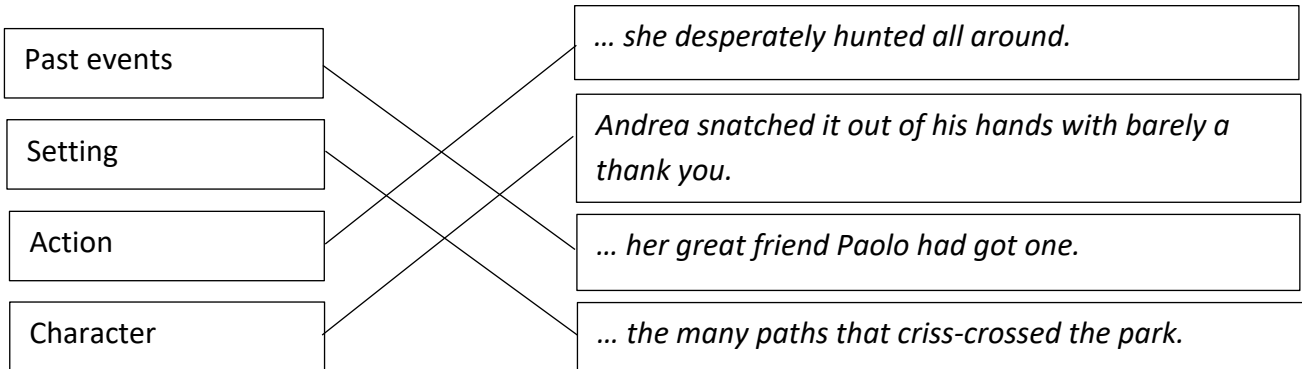 Past events
Setting
Action
Character
… she desperately hunted all around.
Andrea snatched it out of his hands with barely a
thank you.
… her great friend Paolo had got one.
… the many paths that criss-crossed the park.